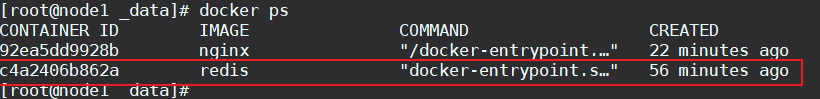 [root@node1 _data]# docker ps
CONTAINER ID IMAGE COMMAND CREATED
92ea5dd9928b nginx "/docker-entrypoint.…" 22 minutes ago
c4a2406b862a redis "docker-entrypoint.s…" 56 minutes ago
[root@node1 _data]#